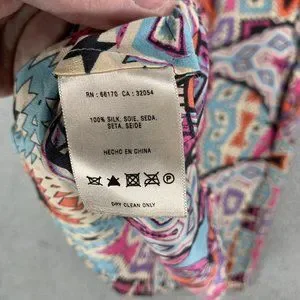 RN : 66170 CA : 32054
100% SILK, SOIE, SEDA,
SETA, SEIDE
HECHO EN CHINA
P
DRY CLEAN ONLY